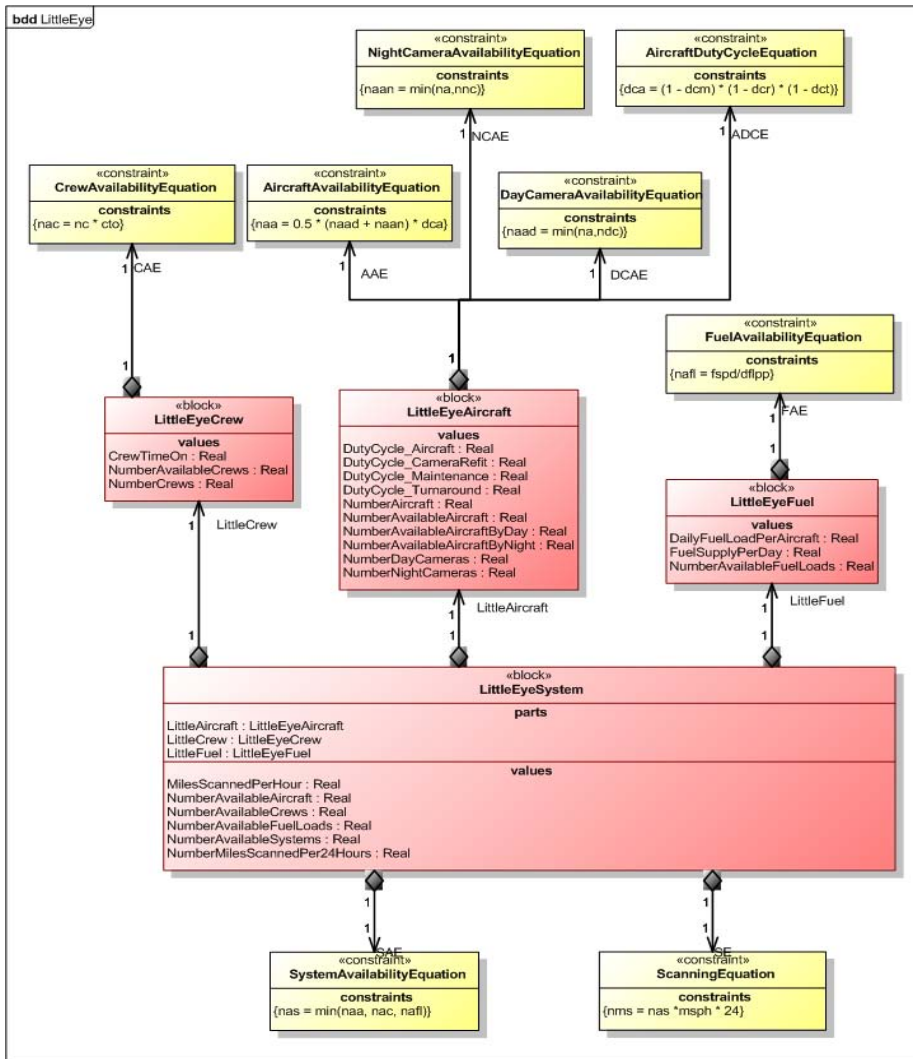 bdd LittleEye
«constraint»
NightCameraAvailabilityEquation
constraints
{naan = min(na,nnc)}
«constraint»
AircraftDutyCycleEquation
constraints
{dca = (1 - dcm) * (1 - dcr) * (1 - dct)}
1
NCAE
1
ADCE
«constraint»
CrewAvailabilityEquation
constraints
{nac = nc * cto}
«constraint»
AircraftAvailabilityEquation
constraints
{naa = 0.5 * (naad + naan) * dca}
«constraint»
DayCameraAvailabilityEquation
constraints
{naad = min(na,ndc)}
1
CAE
1
AAE
1
DCAE
«constraint»
FuelAvailabilityEquation
constraints
{nafl = fspd/dflpp}
1
1
1
FAE
1
«block»
LittleEyeCrew
values
CrewTimeOn : Real
NumberAvailableCrews : Real
NumberCrews : Real
«block»
LittleEyeAircraft
values
DutyCycle_Aircraft : Real
DutyCycle_CameraRefit : Real
DutyCycle_Maintenance : Real
DutyCycle_Turnaround : Real
NumberAircraft : Real
NumberAvailableAircraft : Real
NumberAvailableAircraftByDay : Real
NumberAvailableAircraftByNight : Real
NumberDayCameras : Real
NumberNightCameras : Real
«block»
LittleEyeFuel
values
DailyFuelLoadPerAircraft : Real
FuelSupplyPerDay : Real
NumberAvailableFuelLoads : Real
1
LittleCrew
1
LittleAircraft
1
LittleFuel
1
1
1
«block»
LittleEyeSystem
parts
LittleAircraft : LittleEyeAircraft
LittleCrew : LittleEyeCrew
LittleFuel : LittleEyeFuel
values
MilesScannedPerHour : Real
NumberAvailableAircraft : Real
NumberAvailableCrews : Real
NumberAvailableFuelLoads : Real
NumberAvailableSystems : Real
NumberMilesScannedPer24Hours : Real
1
1
1
SAE
1
SE
«constraint»
SystemAvailabilityEquation
constraints
{nas = min(naa, nac, nafl)}
«constraint»
ScanningEquation
constraints
{nms = nas *msph * 24}